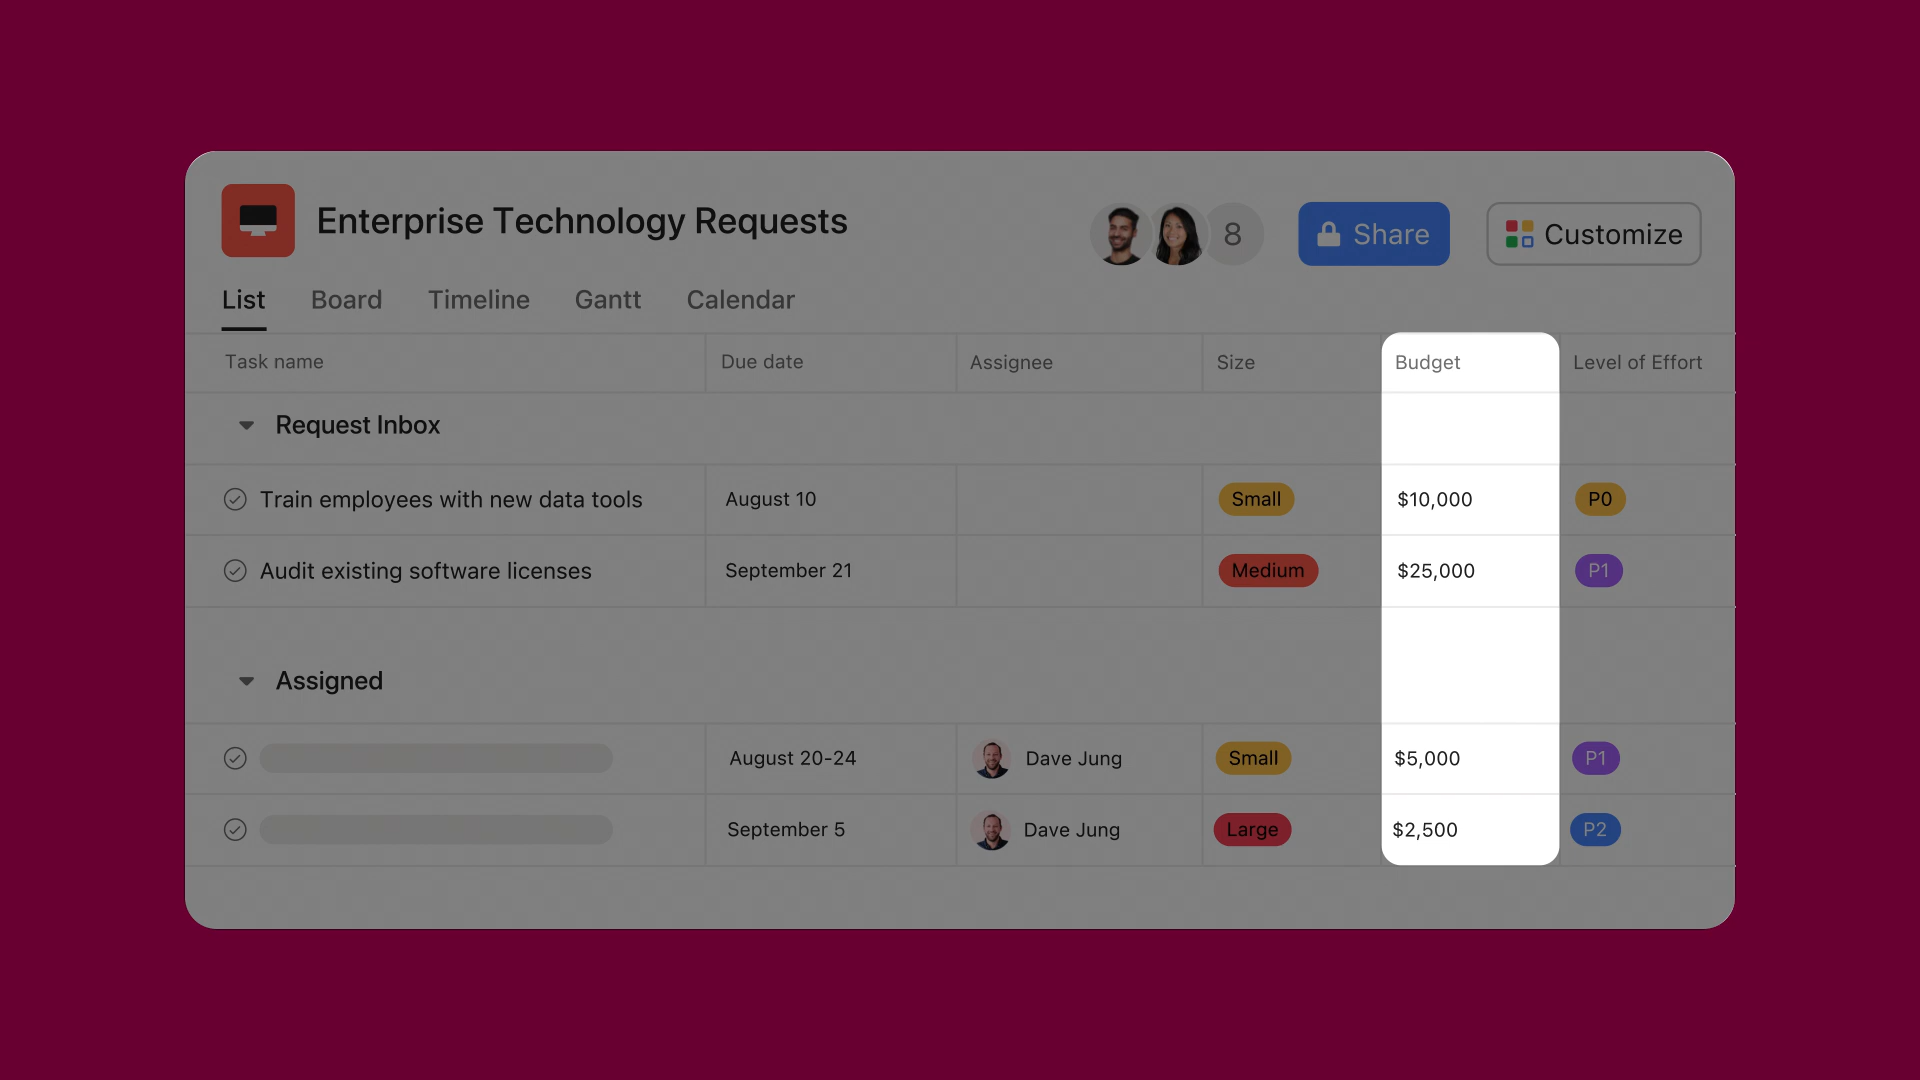 Enterprise Technology Requests
8
Share
Customize
List Board Timeline Gantt Calendar
Task name Due date Assignee Size Budget Level of Effort
Request Inbox
Train employees with new data tools August 10 Small $10,000 P0
Audit existing software licenses September 21 Medium $25,000 P1
Assigned
August 20-24 Dave Jung Small $5,000 P1
September 5 Dave Jung Large $2,500 P2